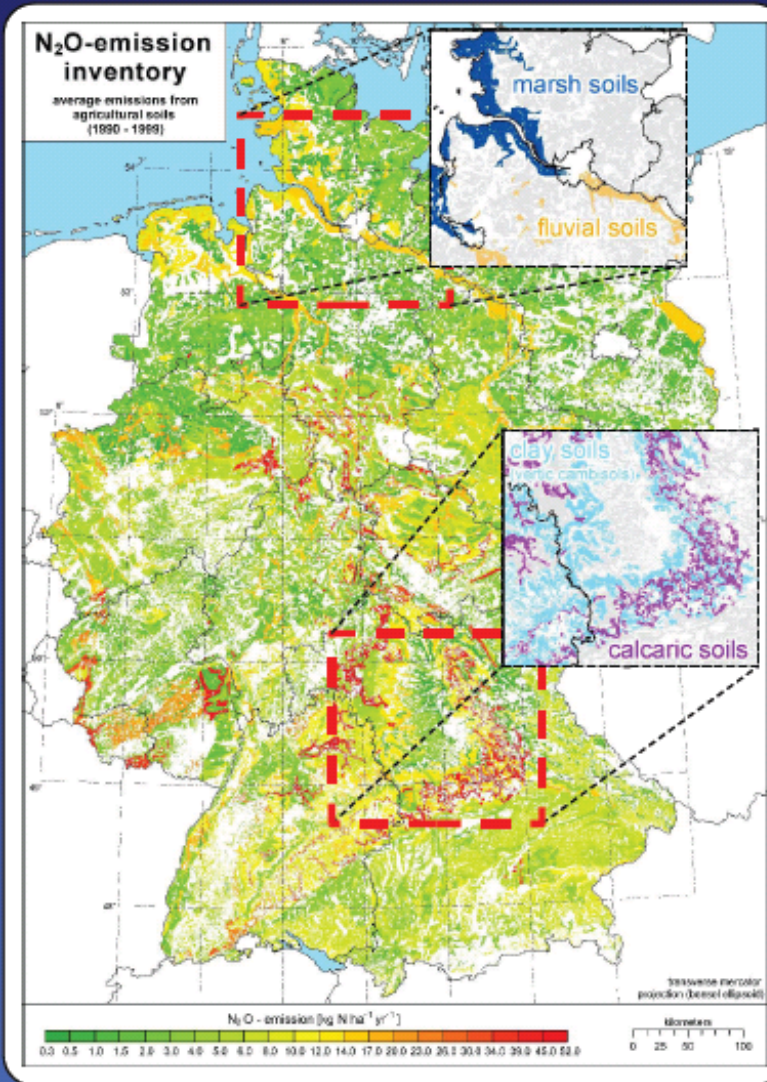 N₂O-emission
inventory
average emissions from
agricultural soils
(1990 - 1999)
marsh soils
fluvial soils
clay soils
(vertic cambisols)
calcaric soils
transverse mercator
projection (bessel ellipsoid)
N₂O - emission [kg N ha⁻¹ yr⁻¹]
0.3 0.5 1.0 1.5 2.0 3.0 4.0 5.0 6.0 8.0 10.0 12.0 14.0 17.0 20.0 23.0 26.0 30.0 34.0 39.0 45.0 52.0
kilometers
0 25 50 100